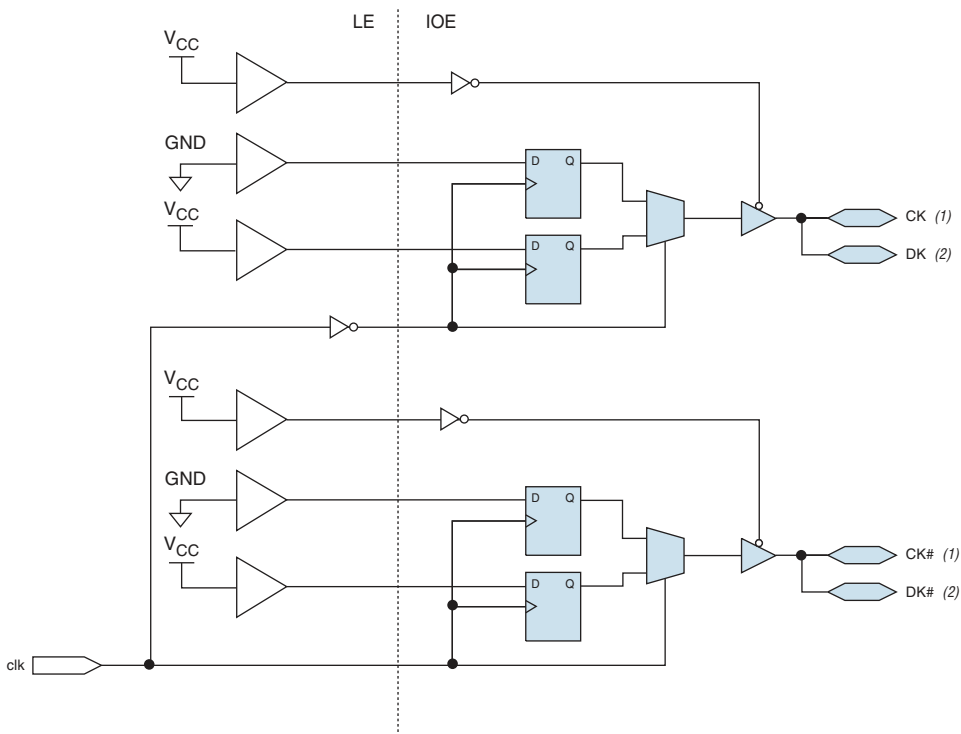 LE IOE
VCC
GND
D Q
CK (1)
VCC
DK (2)
D Q
VCC
GND
D Q
VCC
CK# (1)
D Q
DK# (2)
clk